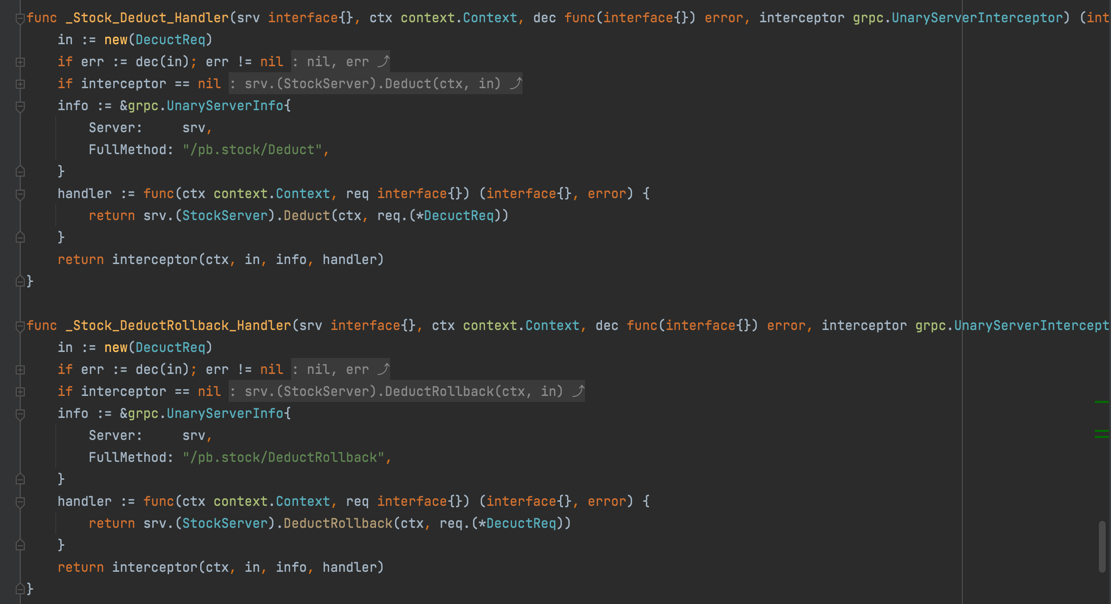 func _Stock_Deduct_Handler(srv interface{}, ctx context.Context, dec func(interface{}) error, interceptor grpc.UnaryServerInterceptor) (int
    in := new(DecuctReq)
    if err := dec(in); err != nil : nil, err ⤴
    if interceptor == nil : srv.(StockServer).Deduct(ctx, in) ⤴
    info := &grpc.UnaryServerInfo{
        Server:     srv,
        FullMethod: "/pb.stock/Deduct",
    }
    handler := func(ctx context.Context, req interface{}) (interface{}, error) {
        return srv.(StockServer).Deduct(ctx, req.(*DecuctReq))
    }
    return interceptor(ctx, in, info, handler)
}
func _Stock_DeductRollback_Handler(srv interface{}, ctx context.Context, dec func(interface{}) error, interceptor grpc.UnaryServerIntercept
    in := new(DecuctReq)
    if err := dec(in); err != nil : nil, err ⤴
    if interceptor == nil : srv.(StockServer).DeductRollback(ctx, in) ⤴
    info := &grpc.UnaryServerInfo{
        Server:     srv,
        FullMethod: "/pb.stock/DeductRollback",
    }
    handler := func(ctx context.Context, req interface{}) (interface{}, error) {
        return srv.(StockServer).DeductRollback(ctx, req.(*DecuctReq))
    }
    return interceptor(ctx, in, info, handler)
}